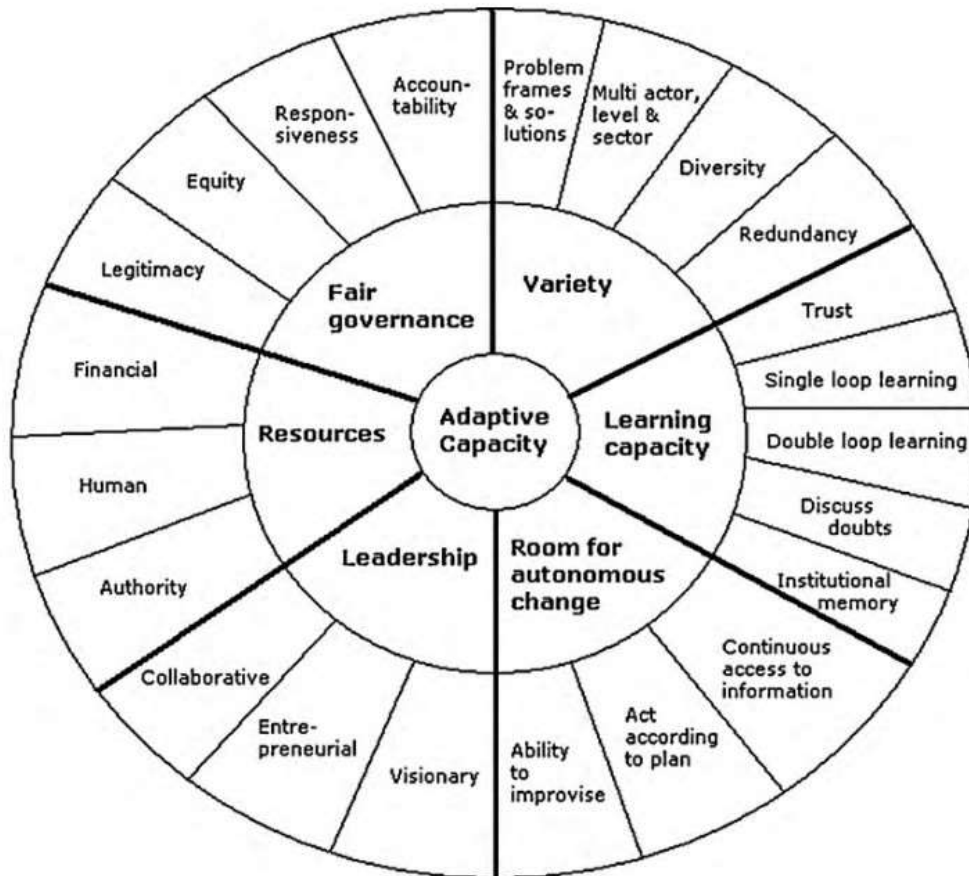 Adaptive
Capacity
Variety
Problem
frames
& so-
lutions
Multi actor,
level &
sector
Diversity
Redundancy
Learning
capacity
Trust
Single loop learning
Double loop learning
Discuss
doubts
Institutional
memory
Room for
autonomous
change
Continuous
access to
information
Act
according
to plan
Ability
to
improvise
Leadership
Visionary
Entre-
preneurial
Collaborative
Resources
Authority
Human
Financial
Fair
governance
Legitimacy
Equity
Respon-
siveness
Accoun-
tability